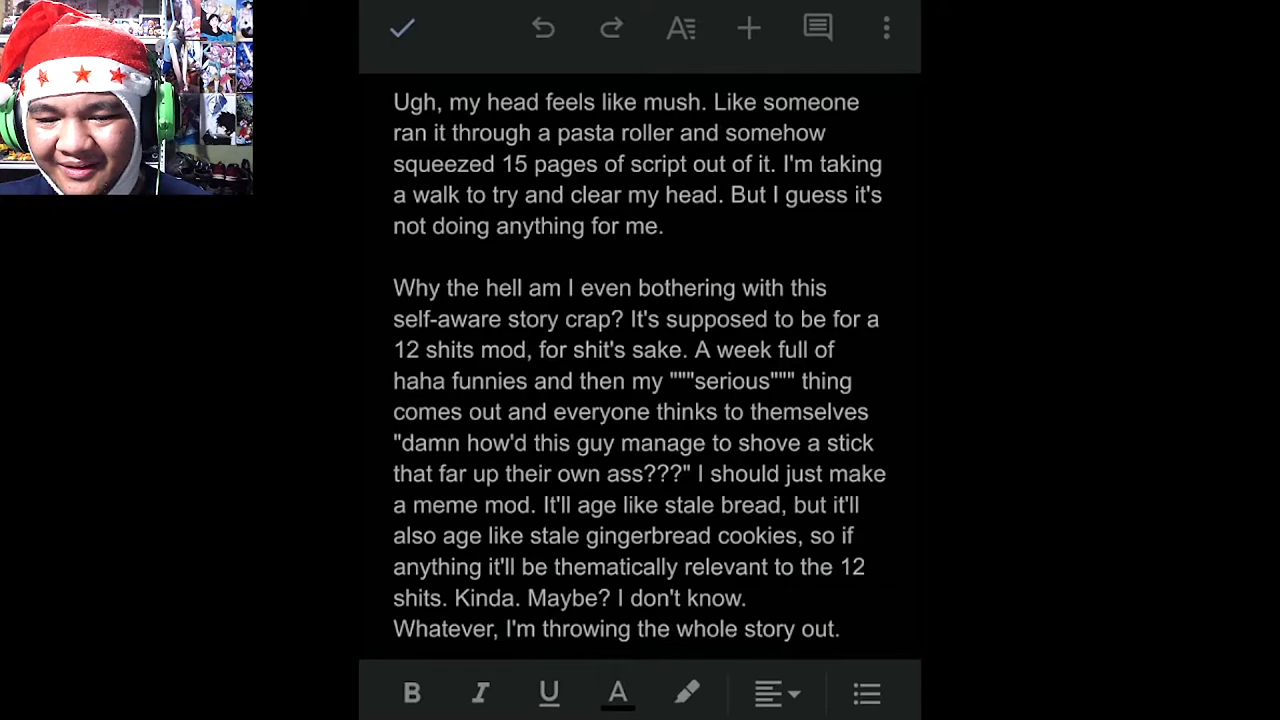 Ugh, my head feels like mush. Like someone
ran it through a pasta roller and somehow
squeezed 15 pages of script out of it. I'm taking
a walk to try and clear my head. But I guess it's
not doing anything for me.
Why the hell am I even bothering with this
self-aware story crap? It's supposed to be for a
12 shits mod, for shit's sake. A week full of
haha funnies and then my """serious""" thing
comes out and everyone thinks to themselves
"damn how'd this guy manage to shove a stick
that far up their own ass???" I should just make
a meme mod. It'll age like stale bread, but it'll
also age like stale gingerbread cookies, so if
anything it'll be thematically relevant to the 12
shits. Kinda. Maybe? I don't know.
Whatever, I'm throwing the whole story out.
B I U A